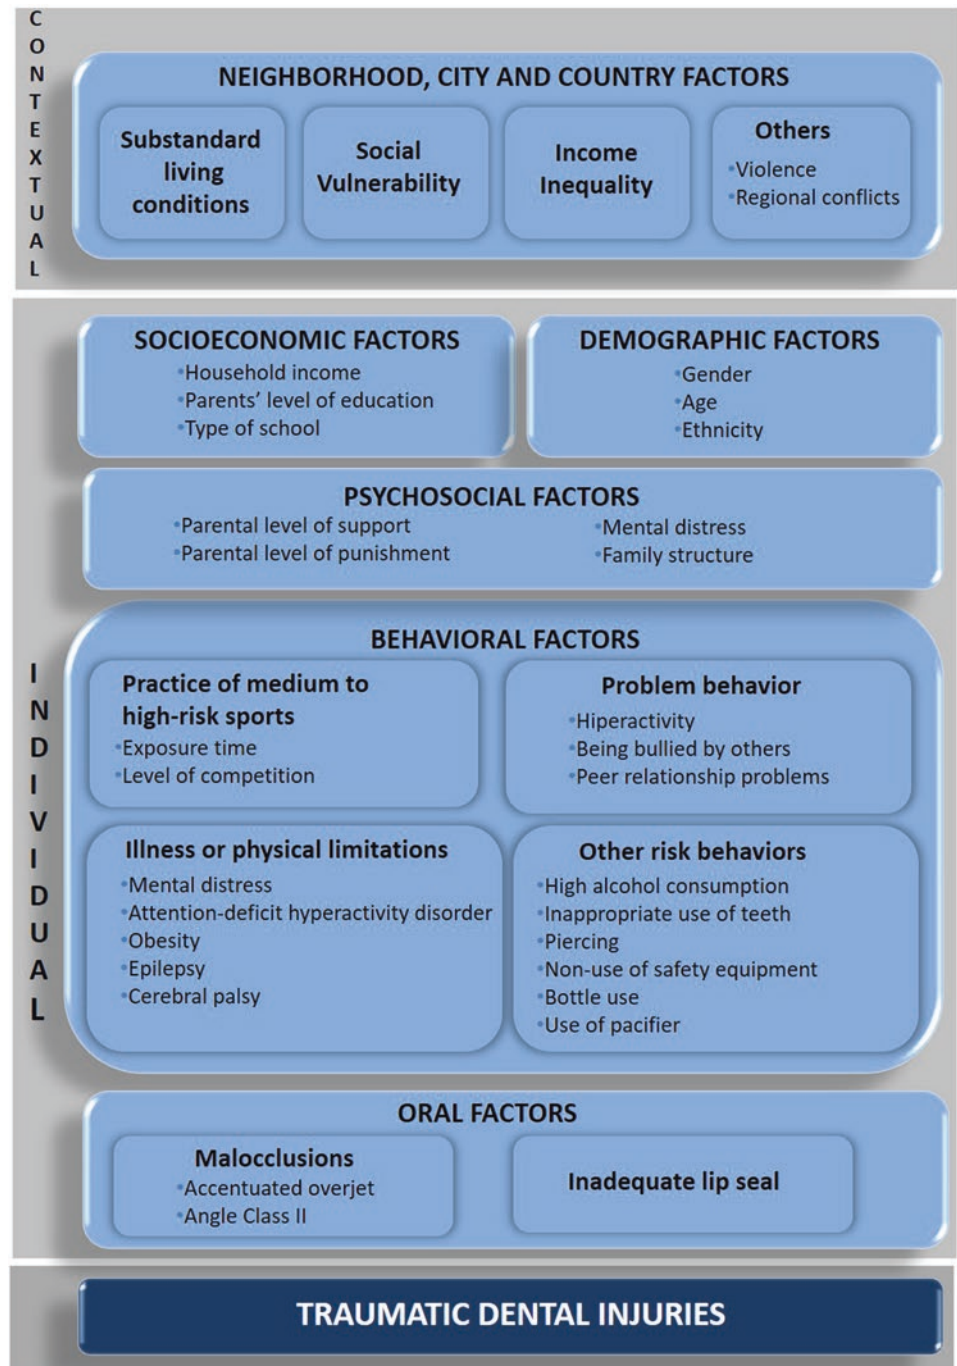 CONTEXTUAL
NEIGHBORHOOD, CITY AND COUNTRY FACTORS
Substandard
living
conditions
Social
Vulnerability
Income
Inequality
Others
•Violence
•Regional conflicts
INDIVIDUAL
SOCIOECONOMIC FACTORS
•Household income
•Parents’ level of education
•Type of school
DEMOGRAPHIC FACTORS
•Gender
•Age
•Ethnicity
PSYCHOSOCIAL FACTORS
•Parental level of support
•Parental level of punishment
•Mental distress
•Family structure
BEHAVIORAL FACTORS
Practice of medium to
high-risk sports
•Exposure time
•Level of competition
Problem behavior
•Hiperactivity
•Being bullied by others
•Peer relationship problems
Illness or physical limitations
•Mental distress
•Attention-deficit hyperactivity disorder
•Obesity
•Epilepsy
•Cerebral palsy
Other risk behaviors
•High alcohol consumption
•Inappropriate use of teeth
•Piercing
•Non-use of safety equipment
•Bottle use
•Use of pacifier
ORAL FACTORS
Malocclusions
•Accentuated overjet
•Angle Class II
Inadequate lip seal
TRAUMATIC DENTAL INJURIES